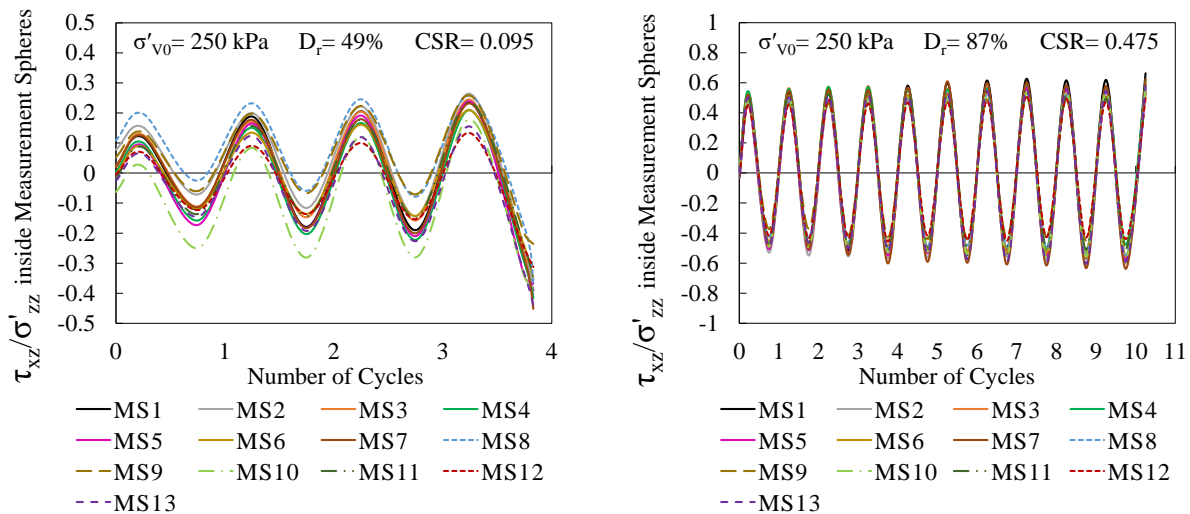 τxz/σ'zz inside Measurement Spheres
0.5
0.4
0.3
0.2
0.1
0
-0.1
-0.2
-0.3
-0.4
-0.5
σ'V0= 250 kPa Dr= 49% CSR= 0.095
0 1 2 3 4
Number of Cycles
MS1 MS2 MS3 MS4
MS5 MS6 MS7 MS8
MS9 MS10 MS11 MS12
MS13
τxz/σ'zz inside Measurement Spheres
1
0.8
0.6
0.4
0.2
0
-0.2
-0.4
-0.6
-0.8
-1
σ'V0= 250 kPa Dr= 87% CSR= 0.475
0 1 2 3 4 5 6 7 8 9 10 11
Number of Cycles
MS1 MS2 MS3 MS4
MS5 MS6 MS7 MS8
MS9 MS10 MS11 MS12
MS13